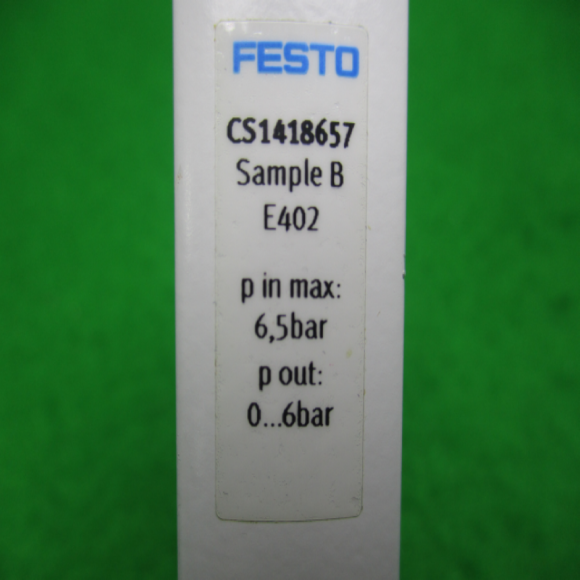 FESTO
CS1418657
Sample B
E402
p in max:
6,5bar
p out:
0...6bar